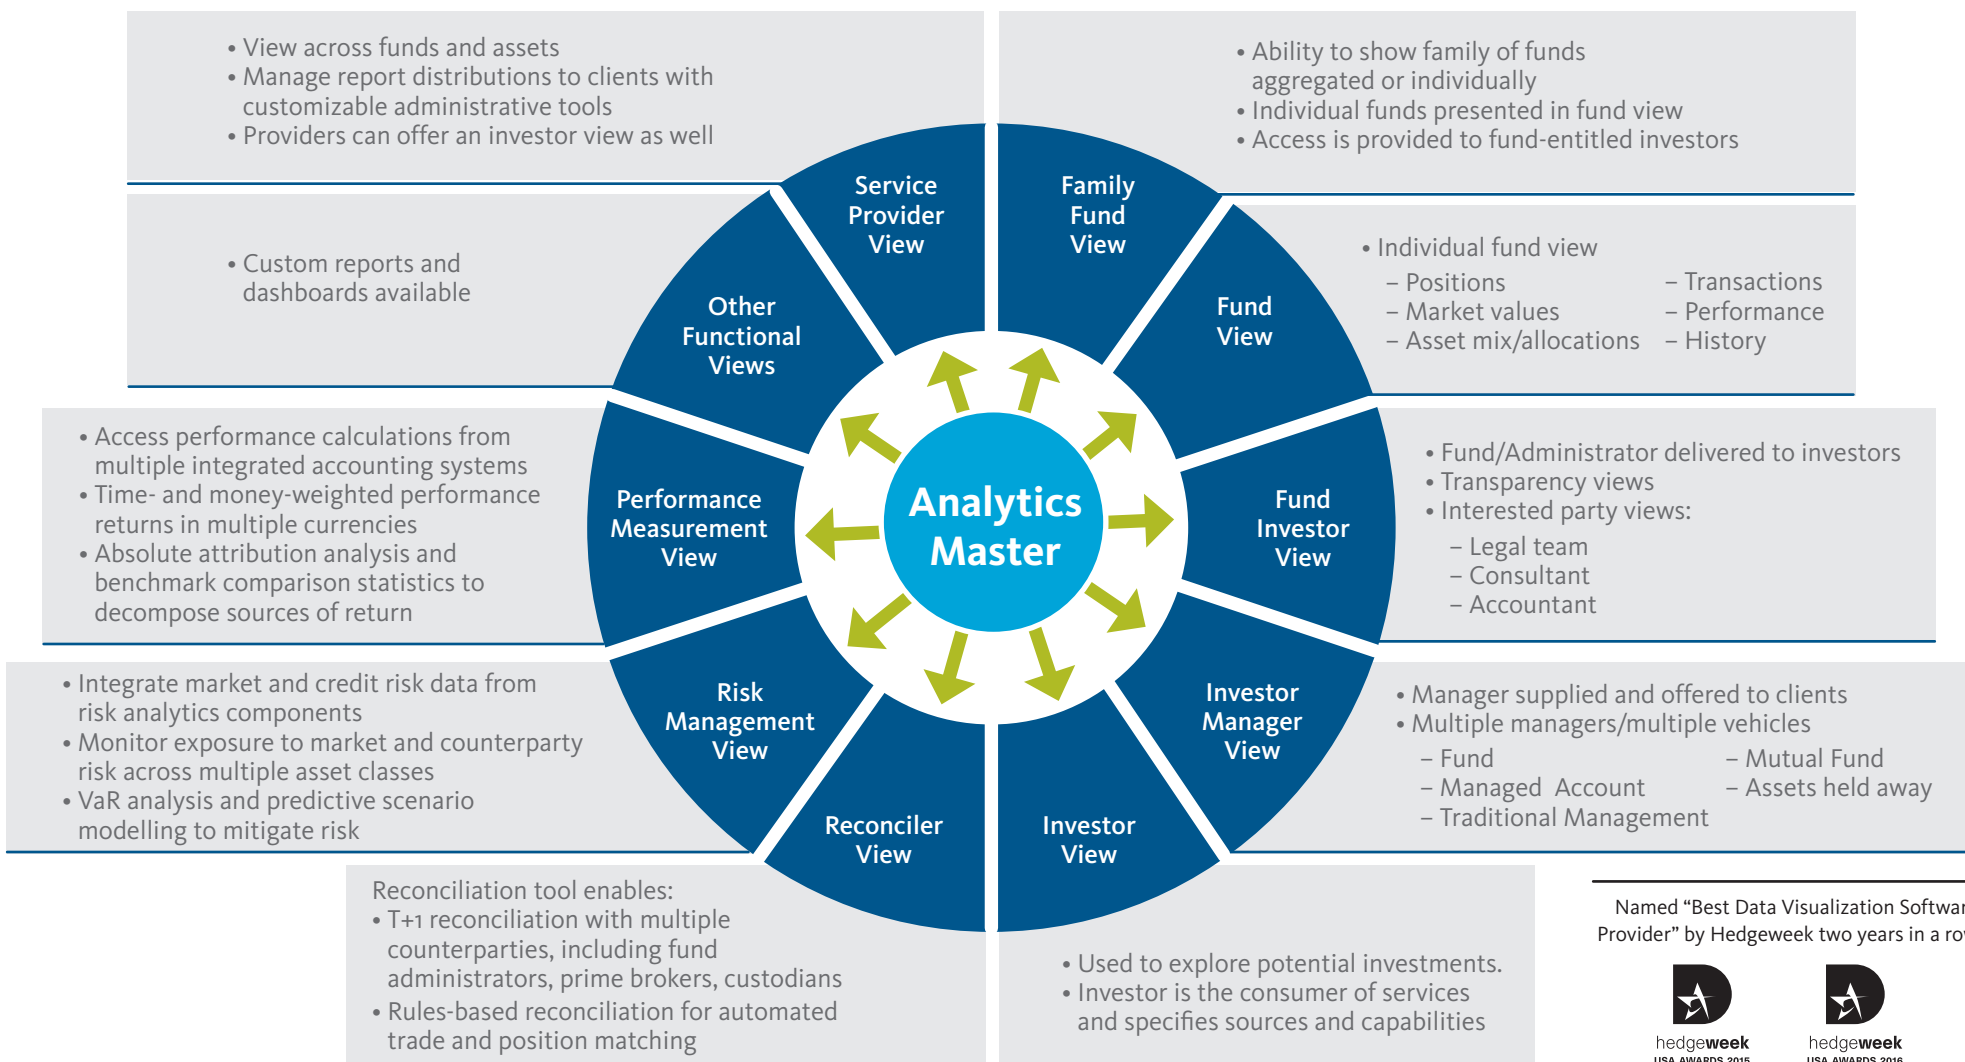 • View across funds and assets
• Manage report distributions to clients with
customizable administrative tools
• Providers can offer an investor view as well
• Ability to show family of funds
aggregated or individually
• Individual funds presented in fund view
• Access is provided to fund-entitled investors
Service
Provider
View
Family
Fund
View
• Custom reports and
dashboards available
Other
Functional
Views
Fund
View
• Individual fund view
– Positions
– Market values
– Asset mix/allocations
– Transactions
– Performance
– History
• Access performance calculations from
multiple integrated accounting systems
• Time- and money-weighted performance
returns in multiple currencies
• Absolute attribution analysis and
benchmark comparison statistics to
decompose sources of return
Performance
Measurement
View
Analytics
Master
Fund
Investor
View
• Fund/Administrator delivered to investors
• Transparency views
• Interested party views:
– Legal team
– Consultant
– Accountant
• Integrate market and credit risk data from
risk analytics components
• Monitor exposure to market and counterparty
risk across multiple asset classes
• VaR analysis and predictive scenario
modelling to mitigate risk
Risk
Management
View
Investor
Manager
View
• Manager supplied and offered to clients
• Multiple managers/multiple vehicles
– Fund
– Managed Account
– Traditional Management
– Mutual Fund
– Assets held away
Reconciler
View
Investor
View
Reconciliation tool enables:
• T+1 reconciliation with multiple
counterparties, including fund
administrators, prime brokers, custodians
• Rules-based reconciliation for automated
trade and position matching
• Used to explore potential investments.
• Investor is the consumer of services
and specifies sources and capabilities
Named “Best Data Visualization Softwar
Provider” by Hedgeweek two years in a row
hedgeweek
USA AWARDS 2015
hedgeweek
USA AWARDS 2016